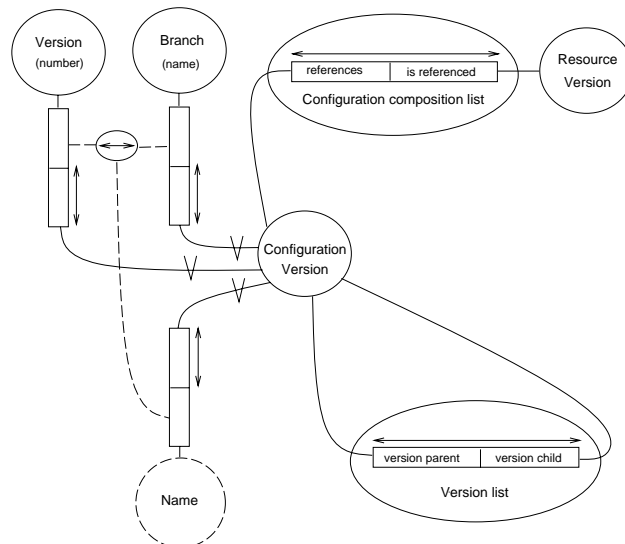 Version
(number)
Branch
(name)
references
is referenced
Configuration composition list
Resource
Version
Configuration
Version
version parent
version child
Version list
Name